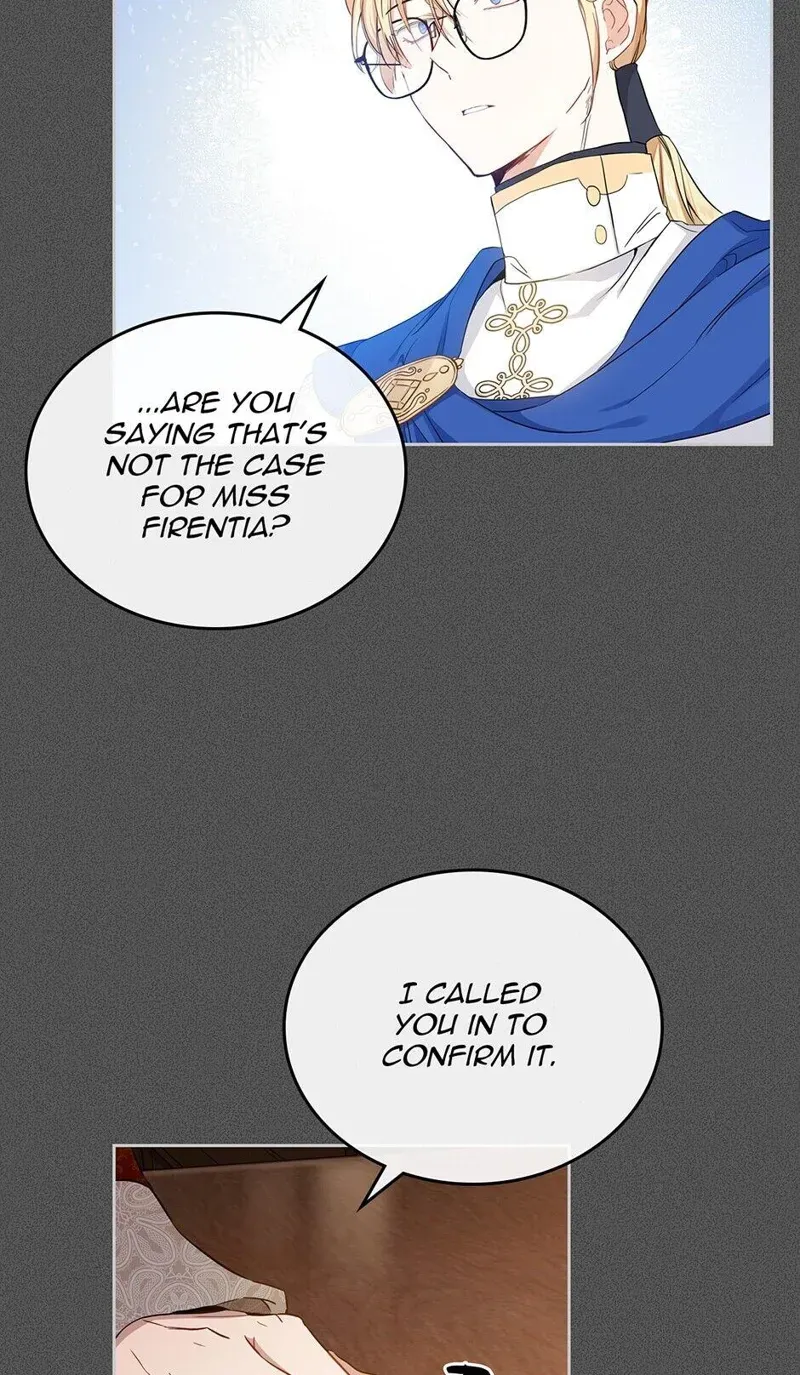 ...ARE YOU
SAYING THAT'S
NOT THE CASE
FOR MISS
FIRENTIA?
I CALLED
YOU IN TO
CONFIRM IT.